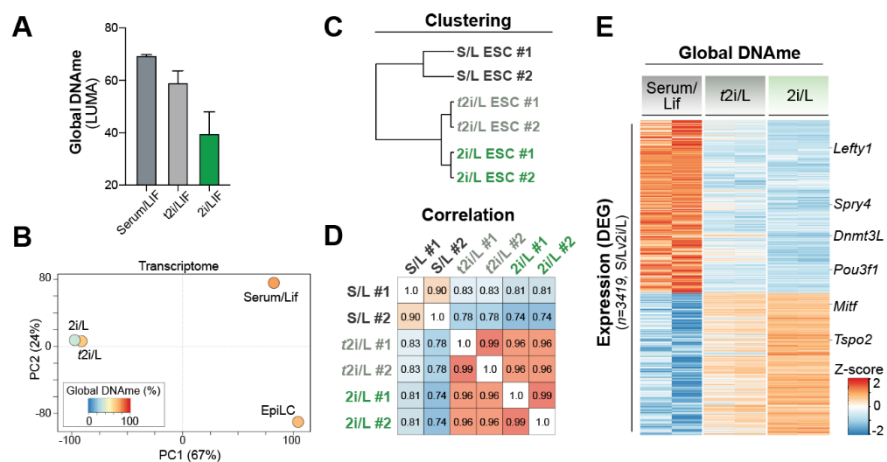 A
Global DNAme
(LUMA)
80
60
40
20
Serum/LIF
t2i/LIF
2i/LIF
B
Transcriptome
PC2 (24%)
80
0
-80
Serum/Lif
2i/L
t2i/L
EpiLC
Global DNAme (%)
0
100
-100
0
100
PC1 (67%)
C
Clustering
S/L ESC #1
S/L ESC #2
t2i/L ESC #1
t2i/L ESC #2
2i/L ESC #1
2i/L ESC #2
D
Correlation
S/L #1
S/L #2
t2i/L #1
t2i/L #2
2i/L #1
2i/L #2
S/L #1 1.0 0.90 0.83 0.83 0.81 0.81
S/L #2 0.90 1.0 0.78 0.78 0.74 0.74
t2i/L #1 0.83 0.78 1.0 0.99 0.96 0.96
t2i/L #2 0.83 0.78 0.99 1.0 0.96 0.96
2i/L #1 0.81 0.74 0.96 0.96 1.0 0.99
2i/L #2 0.81 0.74 0.96 0.96 0.99 1.0
E
Global DNAme
Serum/
Lif
t2i/L
2i/L
Expression (DEG)
(n=3419, S/Lv2i/L)
Lefty1
Spry4
Dnmt3L
Pou3f1
Mitf
Tspo2
Z-score
2
0
-2